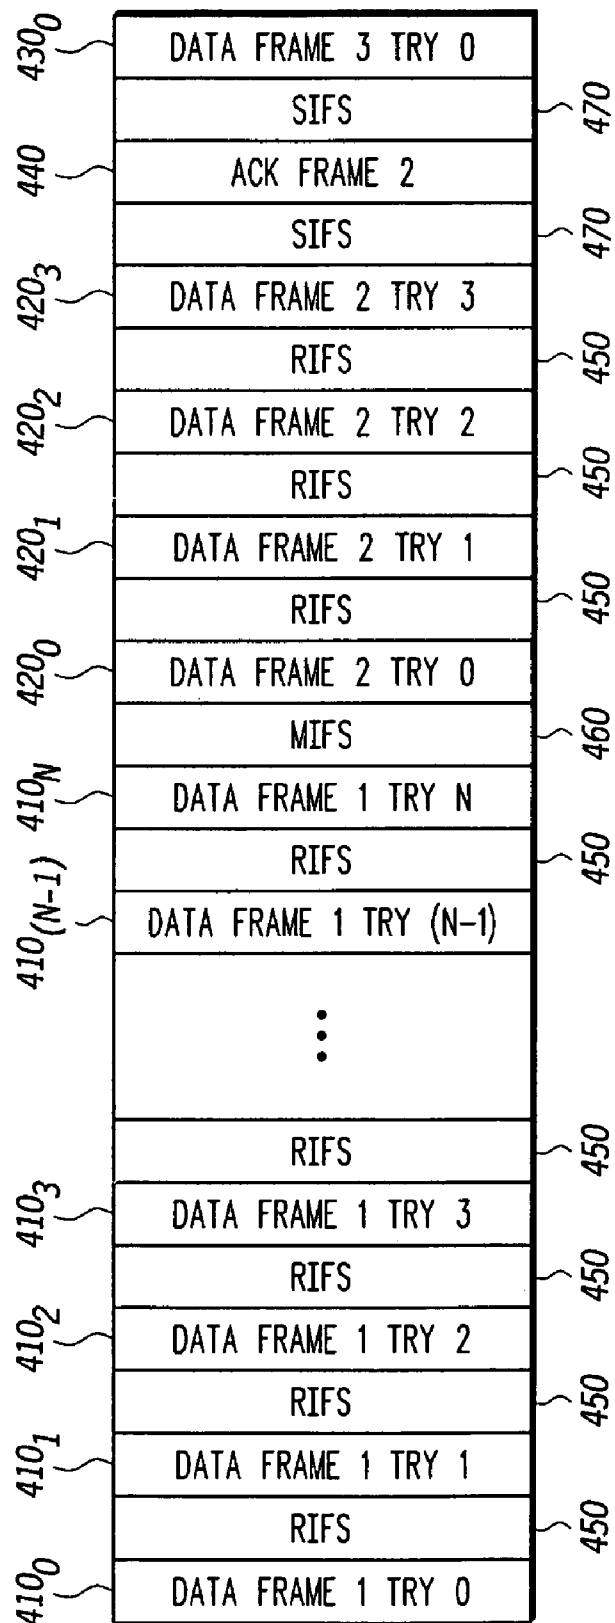 430₀ DATA FRAME 3 TRY 0
SIFS 470
440 ACK FRAME 2
SIFS 470
420₃ DATA FRAME 2 TRY 3
RIFS 450
420₂ DATA FRAME 2 TRY 2
RIFS 450
420₁ DATA FRAME 2 TRY 1
RIFS 450
420₀ DATA FRAME 2 TRY 0
MIFS 460
410N DATA FRAME 1 TRY N
RIFS 450
410(N-1) DATA FRAME 1 TRY (N-1)
RIFS 450
410₃ DATA FRAME 1 TRY 3
RIFS 450
410₂ DATA FRAME 1 TRY 2
RIFS 450
410₁ DATA FRAME 1 TRY 1
RIFS 450
410₀ DATA FRAME 1 TRY 0